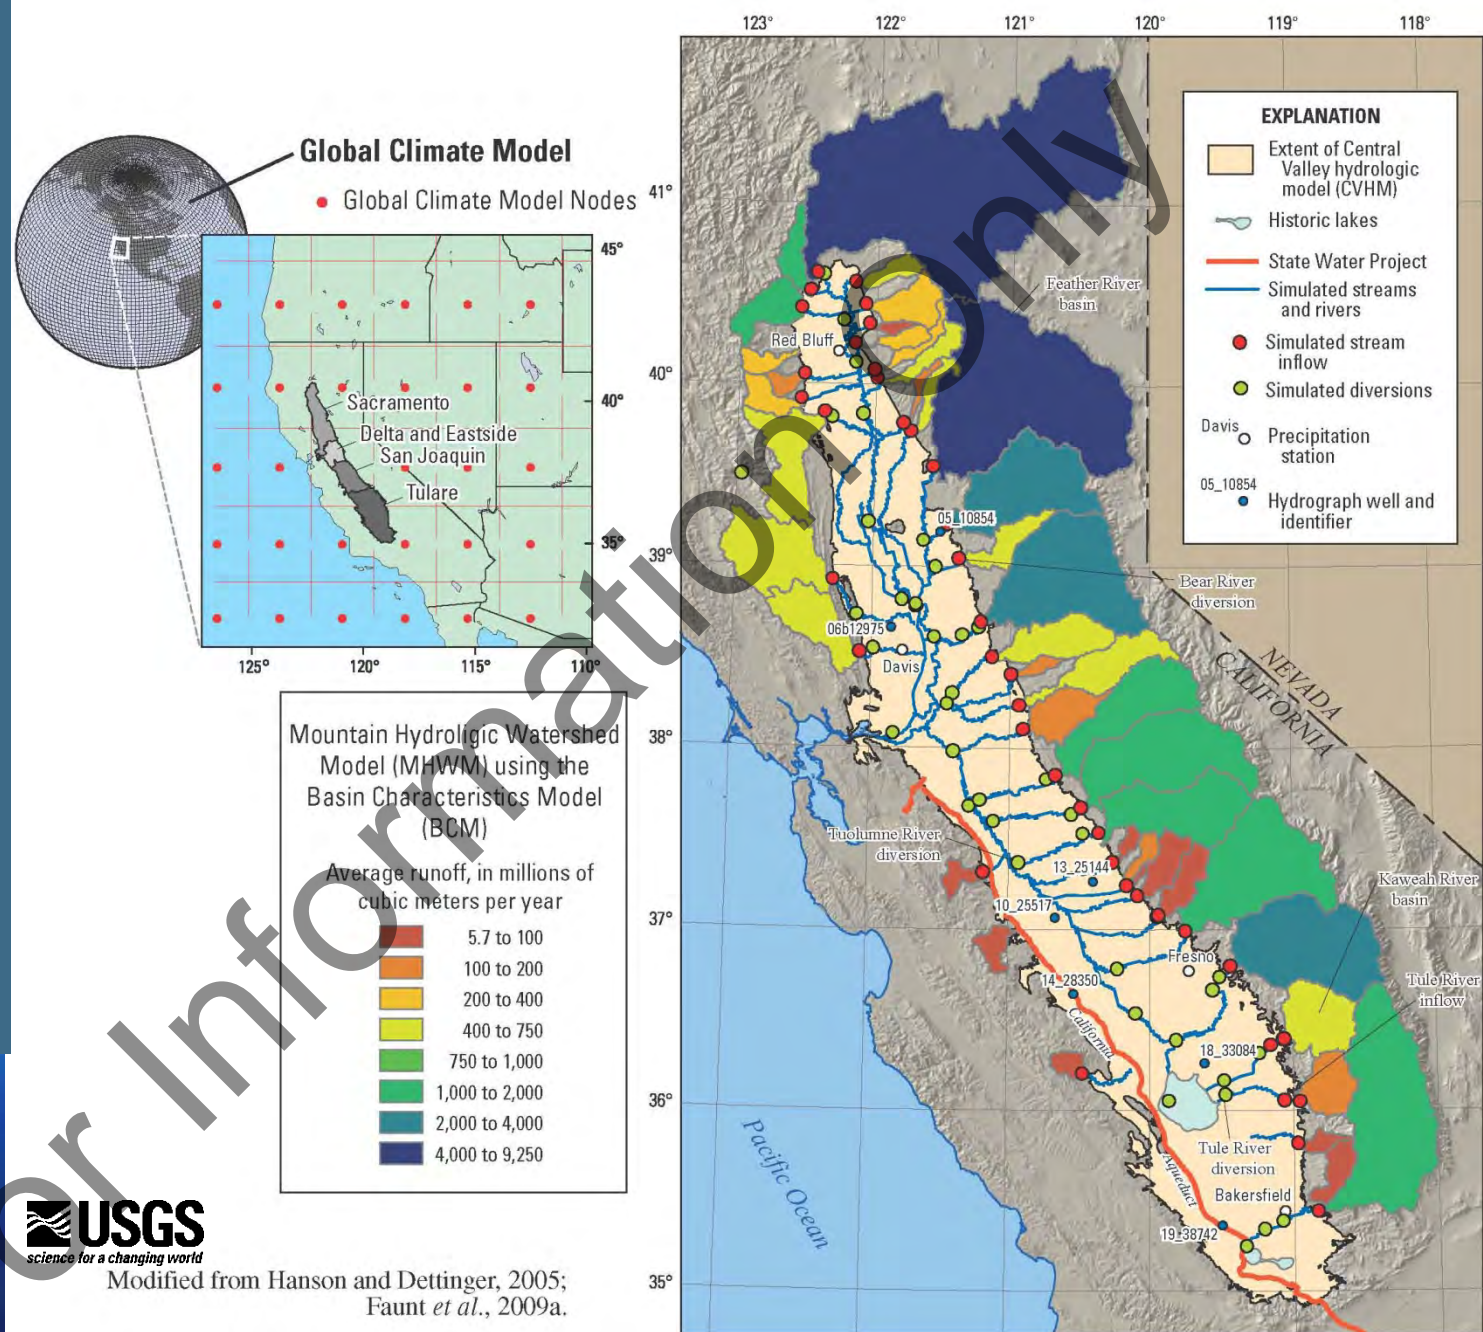 Global Climate Model
Global Climate Model Nodes
45°
40°
35°
125°
120°
115°
110°
Sacramento
Delta and Eastside
San Joaquin
Tulare
Mountain Hydroligic Watershed
Model (MHWM) using the
Basin Characteristics Model
(BCM)
Average runoff, in millions of
cubic meters per year
5.7 to 100
100 to 200
200 to 400
400 to 750
750 to 1,000
1,000 to 2,000
2,000 to 4,000
4,000 to 9,250
USGS
science for a changing world
Modified from Hanson and Dettinger, 2005;
Faunt et al., 2009a.
123°
122°
121°
120°
119°
118°
41°
40°
39°
38°
37°
36°
35°
EXPLANATION
Extent of Central
Valley hydrologic
model (CVHM)
Historic lakes
State Water Project
Simulated streams
and rivers
Simulated stream
inflow
Simulated diversions
Davis
Precipitation
station
05_10854
Hydrograph well and
identifier
Feather River
basin
Red Bluff
05_10854
Bear River
diversion
06b12975
Davis
NEVADA
CALIFORNIA
Tuolumne River
diversion
13_25144
10_25517
Kaweah River
basin
Fresno
14_28350
Tule River
inflow
California
18_33084
Pacific Ocean
Tule River
diversion
Aqueduct
Bakersfield
19_38742
or Information only